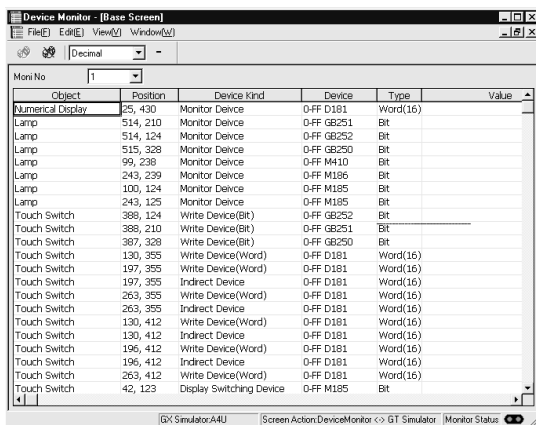 Device Monitor - [Base Screen]
File(F) Edit(E) View(V) Window(W)
Decimal
Moni No 1
Object Position Device Kind Device Type Value
Numerical Display 25, 430 Monitor Deivce 0-FF D181 Word(16)
Lamp 514, 210 Monitor Deivce 0-FF GB251 Bit
Lamp 514, 124 Monitor Deivce 0-FF GB252 Bit
Lamp 515, 328 Monitor Deivce 0-FF GB250 Bit
Lamp 99, 238 Monitor Deivce 0-FF M410 Bit
Lamp 243, 239 Monitor Deivce 0-FF M186 Bit
Lamp 100, 124 Monitor Deivce 0-FF M185 Bit
Lamp 243, 125 Monitor Deivce 0-FF M185 Bit
Touch Switch 388, 124 Write Device(Bit) 0-FF GB252 Bit
Touch Switch 388, 210 Write Device(Bit) 0-FF GB251 Bit
Touch Switch 387, 328 Write Device(Bit) 0-FF GB250 Bit
Touch Switch 130, 355 Write Device(Word) 0-FF D181 Word(16)
Touch Switch 197, 355 Write Device(Word) 0-FF D181 Word(16)
Touch Switch 197, 355 Indirect Device 0-FF D181 Word(16)
Touch Switch 263, 355 Write Device(Word) 0-FF D181 Word(16)
Touch Switch 263, 355 Indirect Device 0-FF D181 Word(16)
Touch Switch 130, 412 Write Device(Word) 0-FF D181 Word(16)
Touch Switch 130, 412 Indirect Device 0-FF D181 Word(16)
Touch Switch 196, 412 Write Device(Word) 0-FF D181 Word(16)
Touch Switch 196, 412 Indirect Device 0-FF D181 Word(16)
Touch Switch 263, 412 Write Device(Word) 0-FF D181 Word(16)
Touch Switch 42, 123 Display Switching Device 0-FF M185 Bit
GX Simulator:A4U Screen Action:DeviceMonitor <-> GT Simulator Monitor Status